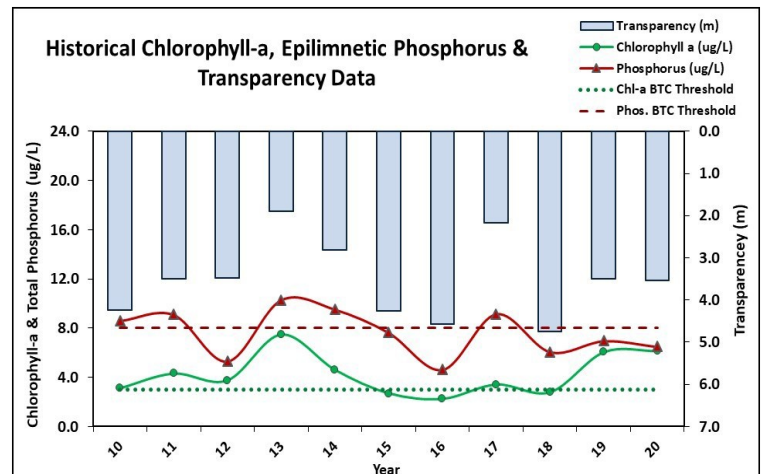 Historical Chlorophyll-a, Epilimnetic Phosphorus &
Transparency Data
Transparency (m)
Chlorophyll a (ug/L)
Phosphorus (ug/L)
Chl-a BTC Threshold
Phos. BTC Threshold
Chlorophyll-a & Total Phosphorus (ug/L)
24.0
20.0
16.0
12.0
8.0
4.0
0.0
0.0
1.0
2.0
3.0
4.0
5.0
6.0
7.0
Transparencey (m)
10 11 12 13 14 15 16 17 18 19 20
Year